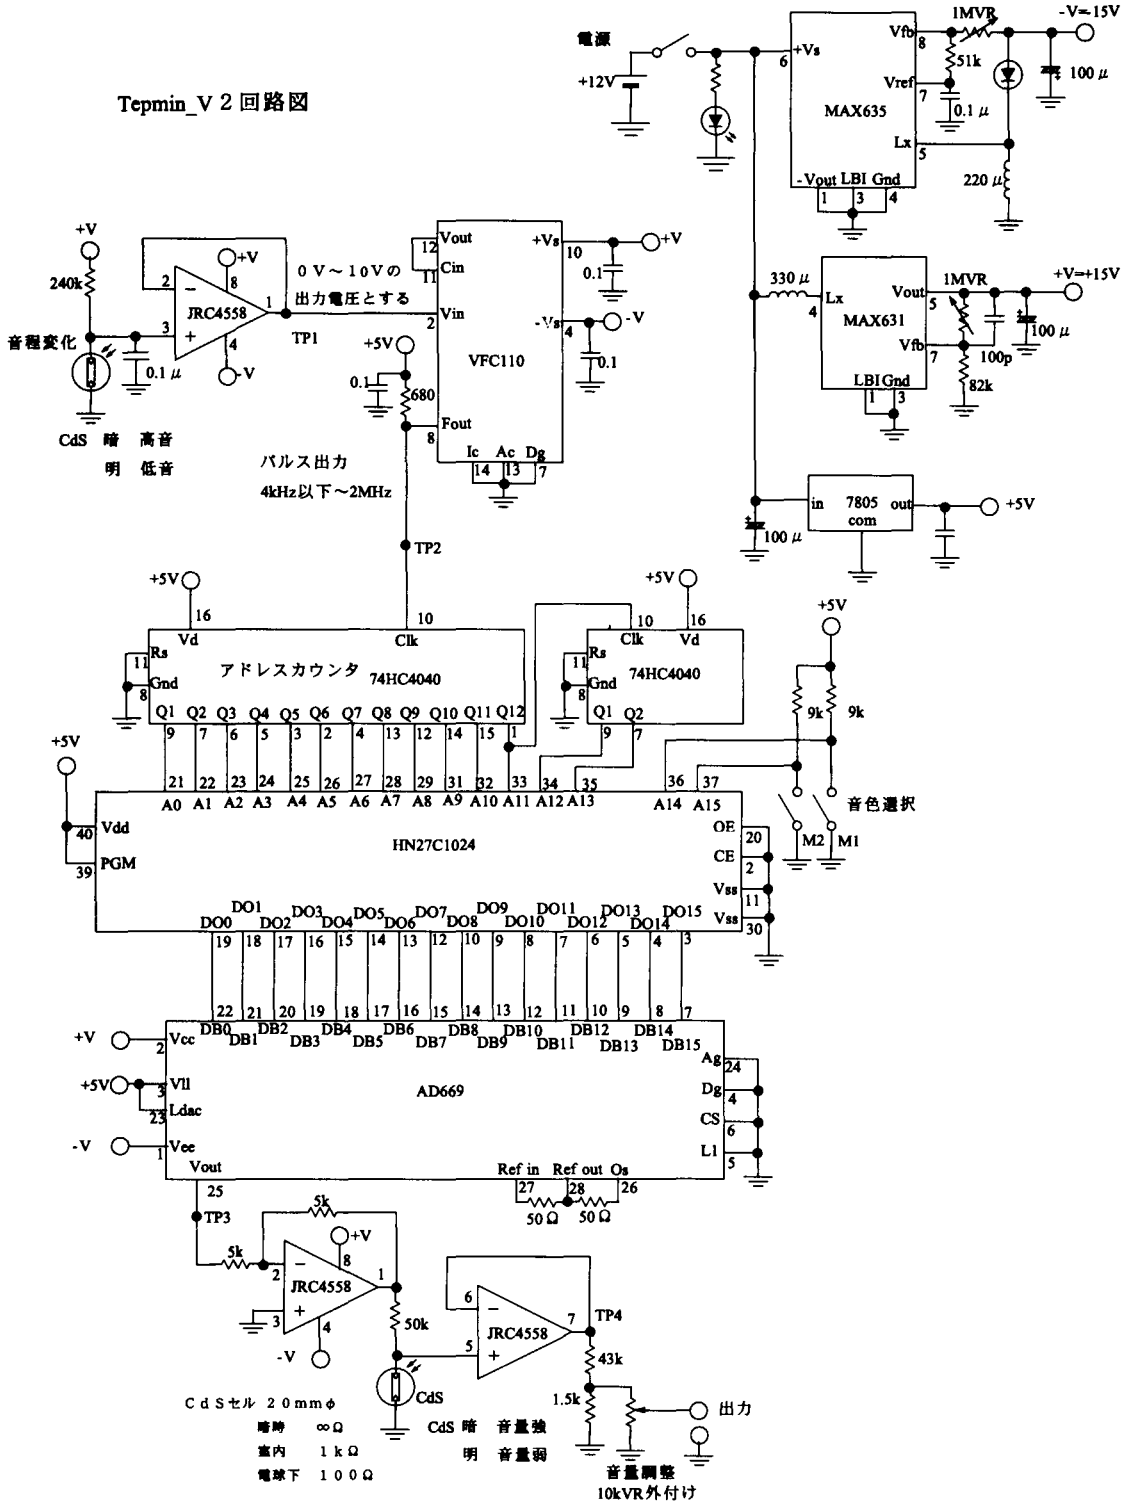 Tepmin_V２回路図
電源
+12V
+Vs
6
MAX635
Vfb
8
Vref
7
Lx
5
-Vout LBI Gnd
1 3 4
1MVR
51k
0.1μ
-V=-15V
100μ
220μ
330μ
Lx
4
MAX631
Vout
5
Vfb
7
LBI Gnd
1 3
1MVR
100p
82k
+V=+15V
100μ
100μ
in 7805 out
com
+5V
+V
240k
音程変化
0.1μ
CdS 暗 高音
明 低音
2
3
JRC4558
+V
8
1
4
-V
TP1
０V～１０Vの
出力電圧とする
Vout
12
Cin
11
Vin
2
VFC110
+Vs
10
+V
0.1
-Vs
4
-V
0.1
Fout
8
Ic Ac Dg
14 13 7
+5V
0.1
680
パルス出力
4kHz以下～2MHz
TP2
+5V
16
Vd
10
Clk
Rs
11
Gnd
8
アドレスカウンタ 74HC4040
Q1 Q2 Q3 Q4 Q5 Q6 Q7 Q8 Q9 Q10 Q11 Q12
9 7 6 5 3 2 4 13 12 14 15 1
+5V
10
Clk
16
Vd
Rs
11
Gnd
8
74HC4040
Q1 Q2
9 7
+5V
9k 9k
音色選択
M2 M1
+5V
21 22 23 24 25 26 27 28 29 31 32 33 34 35 36 37
A0 A1 A2 A3 A4 A5 A6 A7 A8 A9 A10 A11 A12 A13 A14 A15
40
Vdd
39
PGM
HN27C1024
OE
20
CE
2
Vss
11
Vss
30
DO0 DO1 DO2 DO3 DO4 DO5 DO6 DO7 DO8 DO9 DO10 DO11 DO12 DO13 DO14 DO15
19 18 17 16 15 14 13 12 10 9 8 7 6 5 4 3
22 21 20 19 18 17 16 15 14 13 12 11 10 9 8 7
DB0 DB1 DB2 DB3 DB4 DB5 DB6 DB7 DB8 DB9 DB10 DB11 DB12 DB13 DB14 DB15
+V
2
Vcc
+5V
3
Vll
23
Ldac
-V
1
Vee
AD669
Ag
24
Dg
4
CS
6
L1
5
Vout
25
Ref in Ref out Os
27 28 26
50Ω 50Ω
TP3
5k
5k
2
3
JRC4558
+V
8
1
4
-V
50k
CdS
6
5
JRC4558
7
TP4
43k
1.5k
出力
音量調整
10kVR外付け
ＣｄＳセル ２０mmφ
暗時 ∞Ω
室内 １ｋΩ
電球下 １００Ω
CdS 暗 音量強
明 音量弱